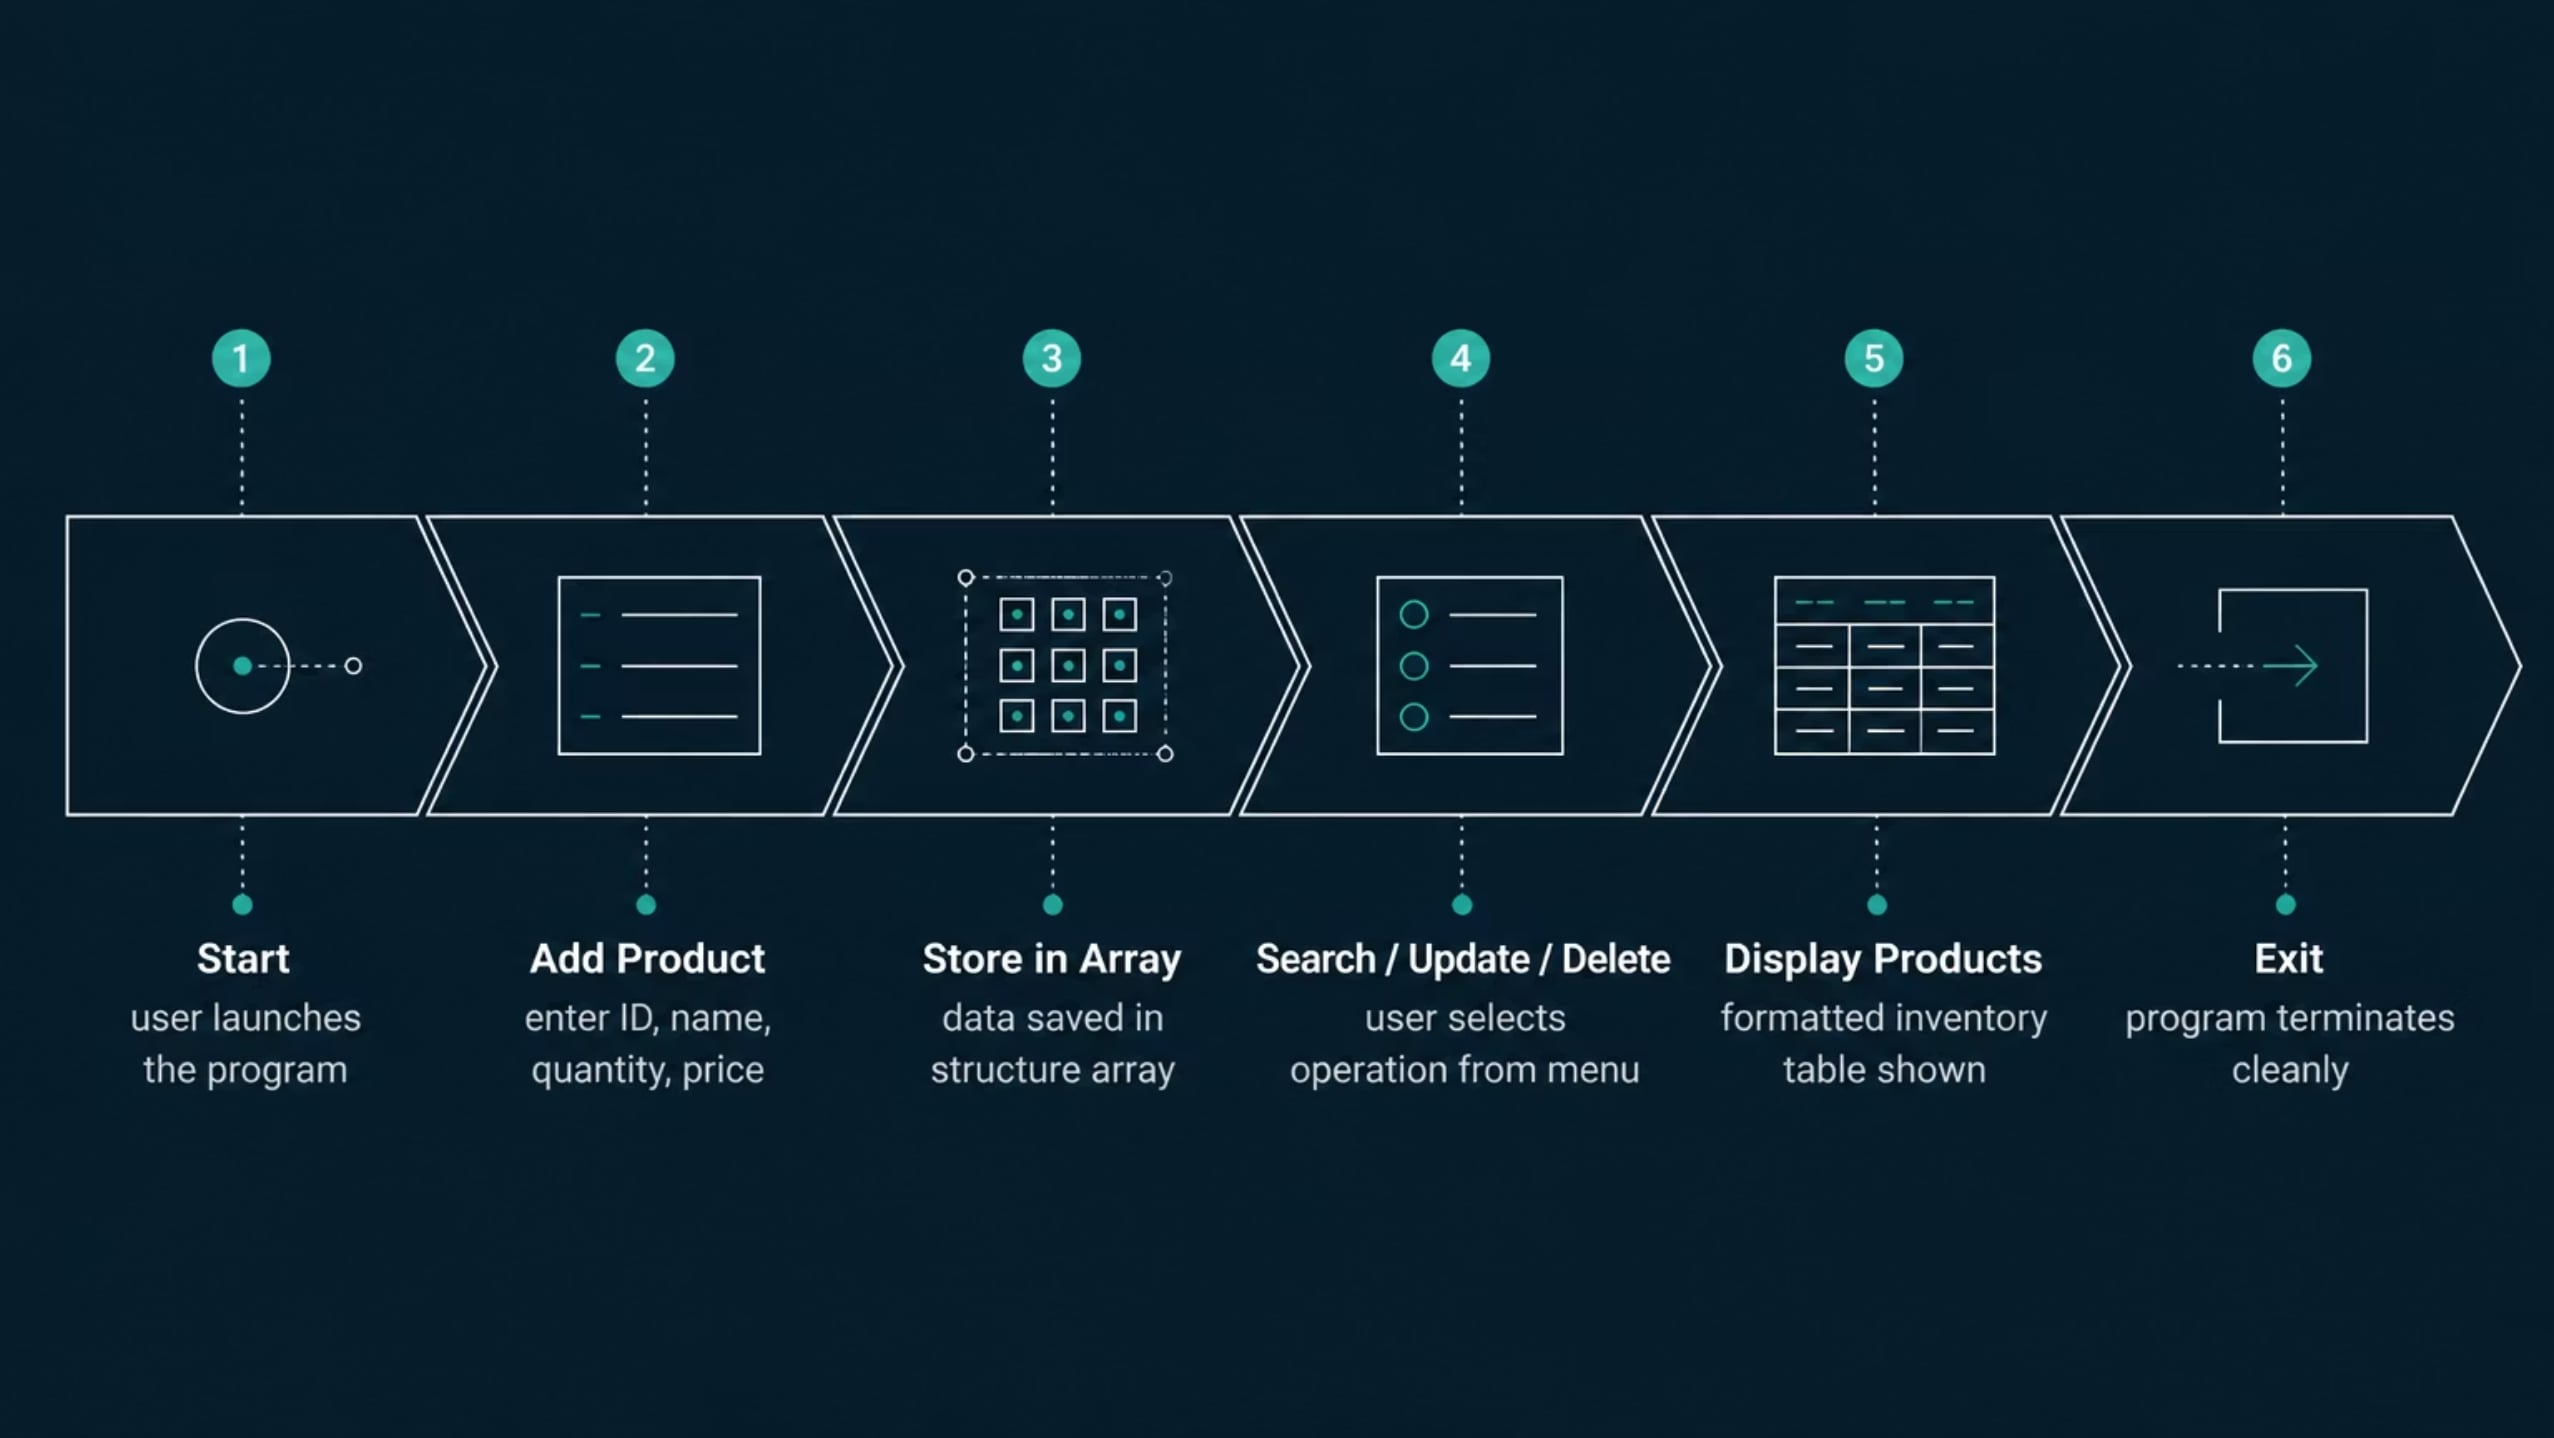 1
2
3
4
5
6
Start
user launches
the program
Add Product
enter ID, name,
quantity, price
Store in Array
data saved in
structure array
Search / Update / Delete
user selects
operation from menu
Display Products
formatted inventory
table shown
Exit
program terminates
cleanly